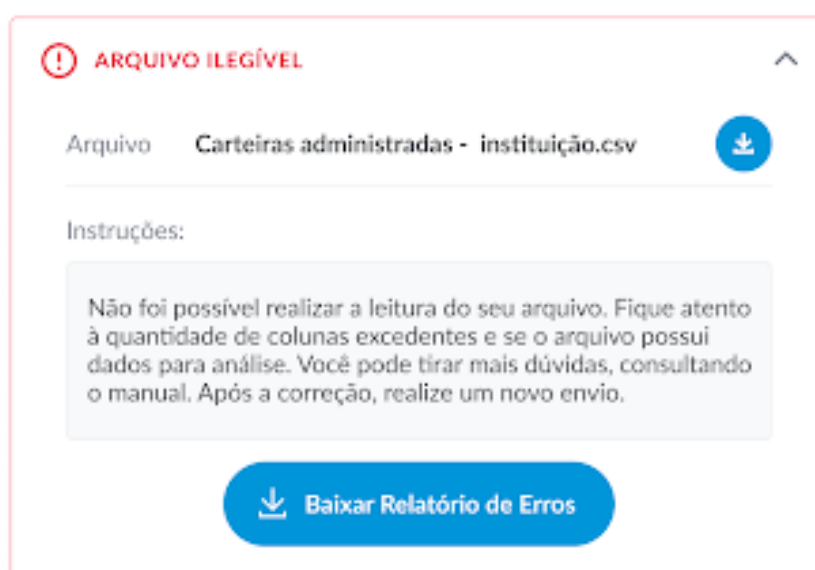 ARQUIVO ILEGÍVEL
Arquivo Carteiras administradas - instituição.csv
Instruções:
Não foi possível realizar a leitura do seu arquivo. Fique atento
à quantidade de colunas excedentes e se o arquivo possui
dados para análise. Você pode tirar mais dúvidas, consultando
o manual. Após a correção, realize um novo envio.
Baixar Relatório de Erros